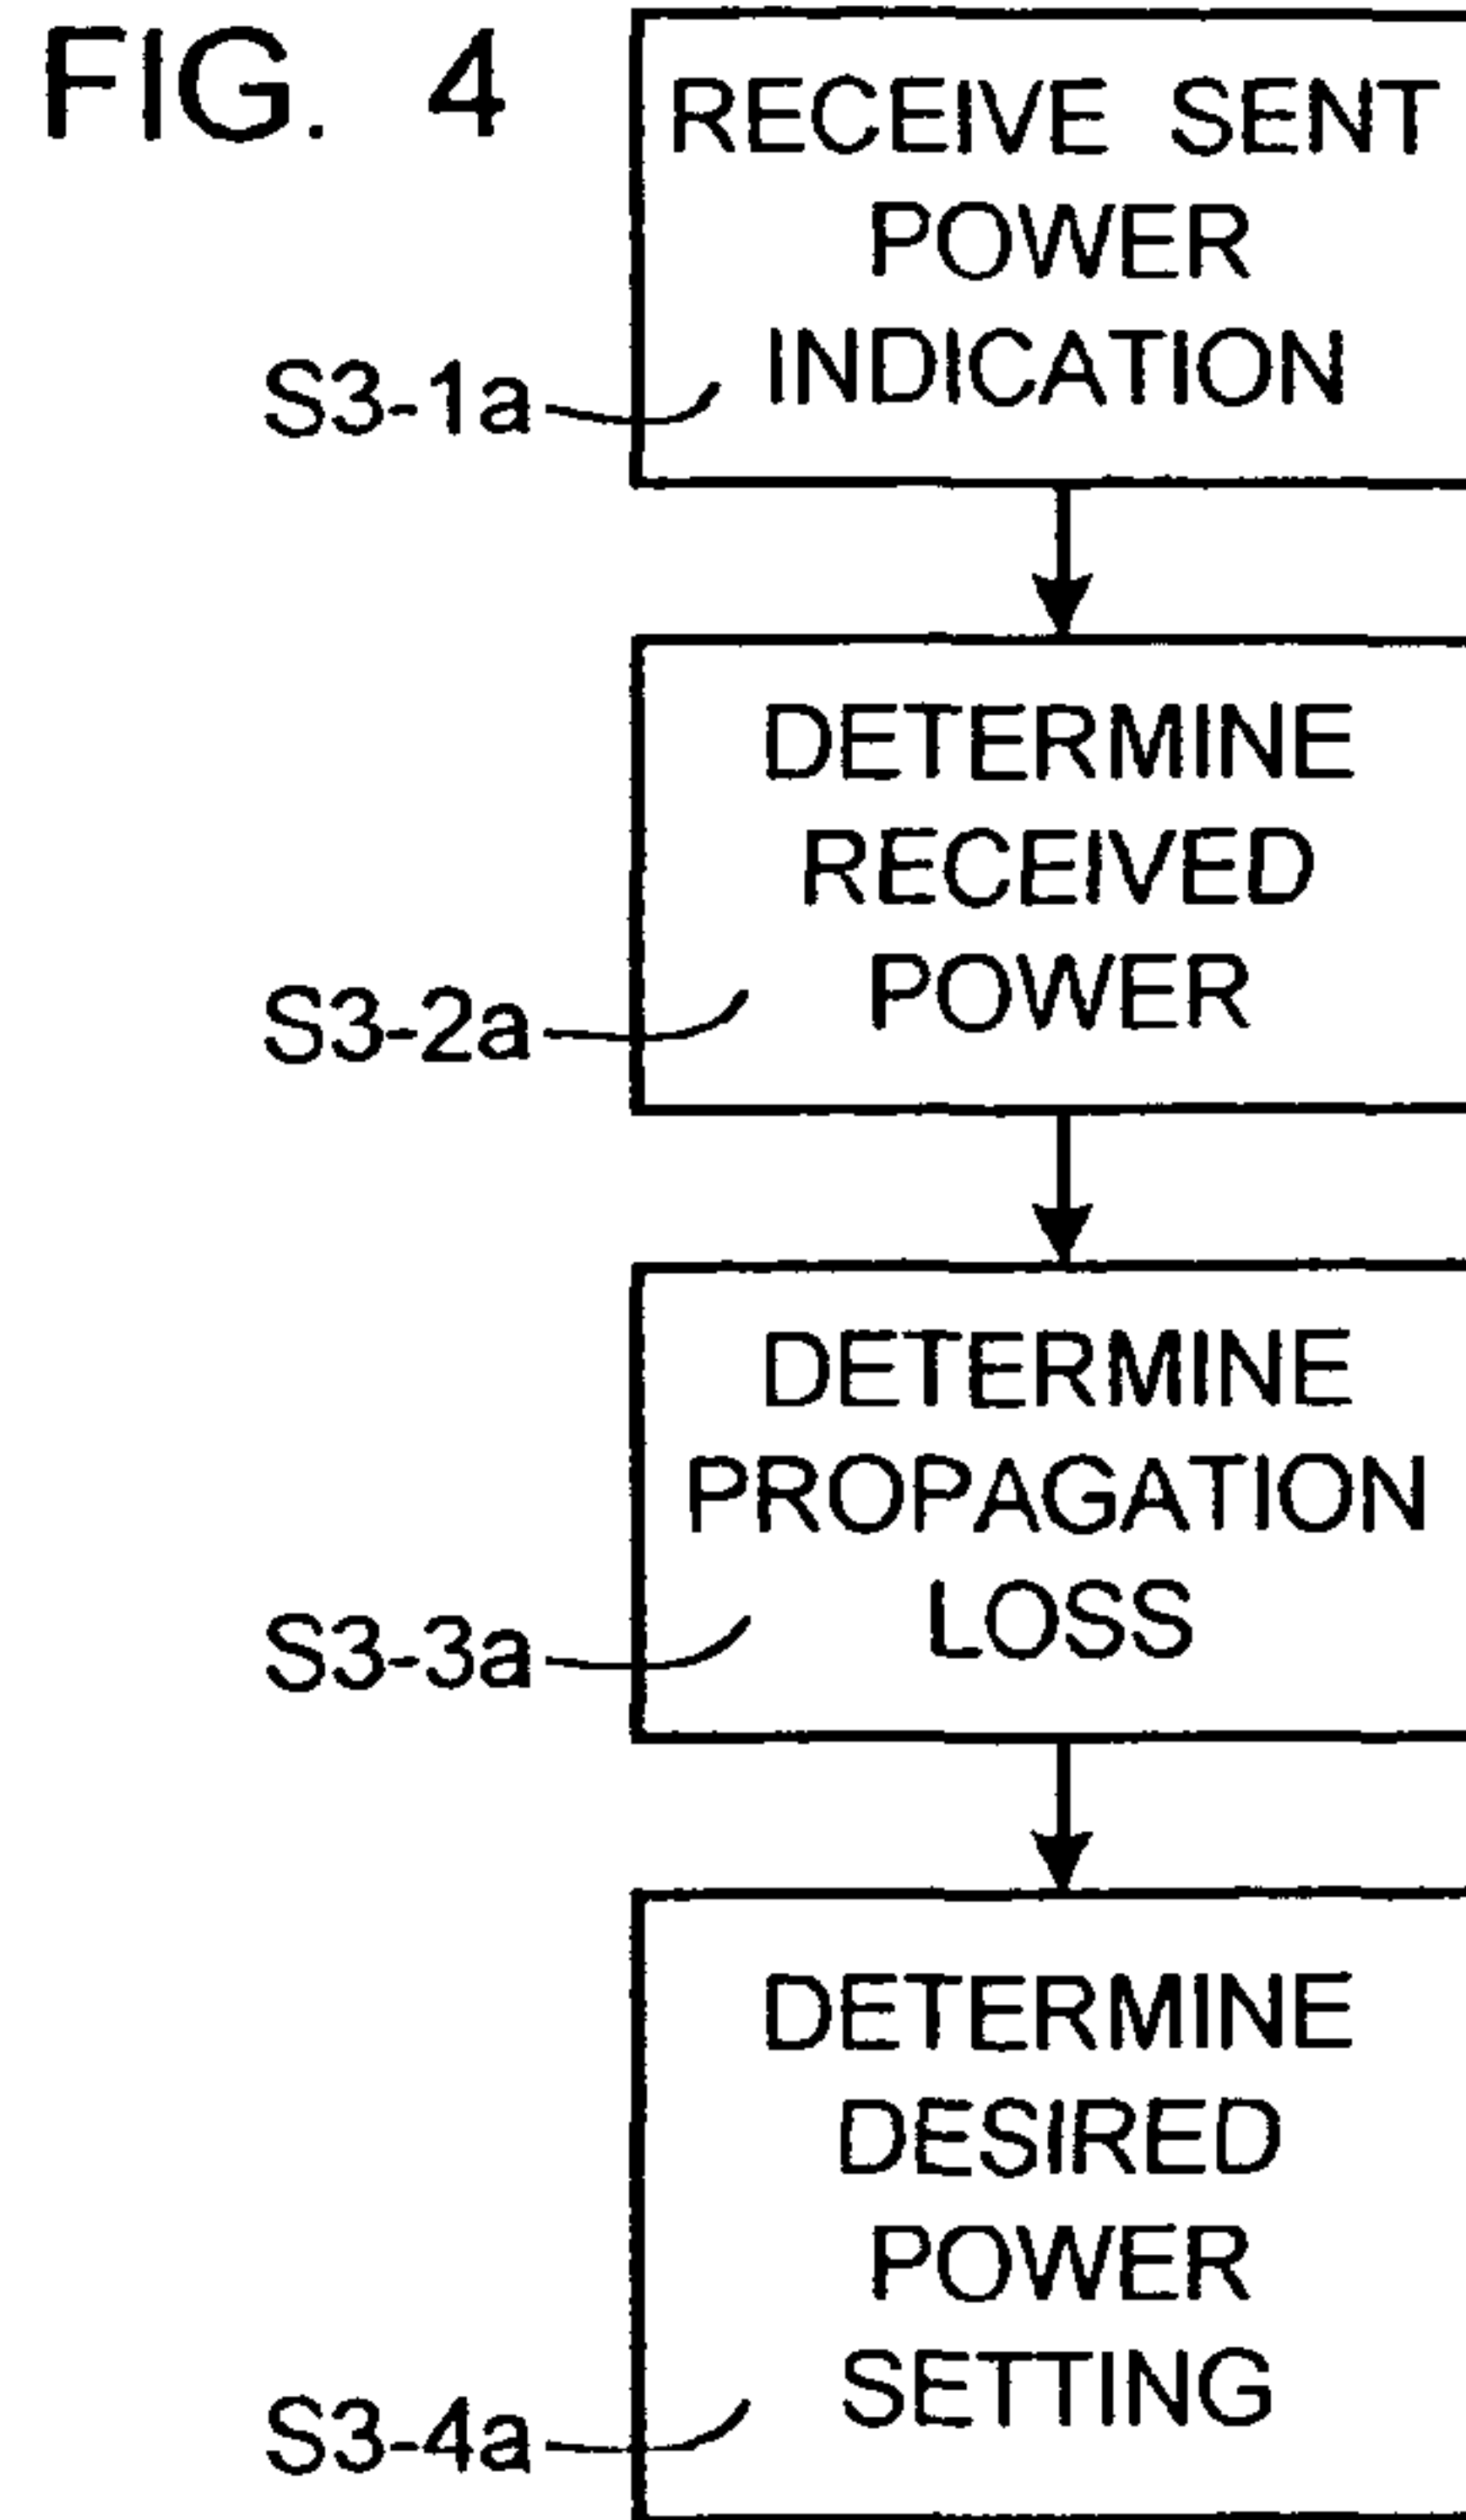 FIG. 4
RECEIVE SENT
POWER
INDICATION
S3-1a
DETERMINE
RECEIVED
POWER
S3-2a
DETERMINE
PROPAGATION
LOSS
S3-3a
DETERMINE
DESIRED
POWER
SETTING
S3-4a